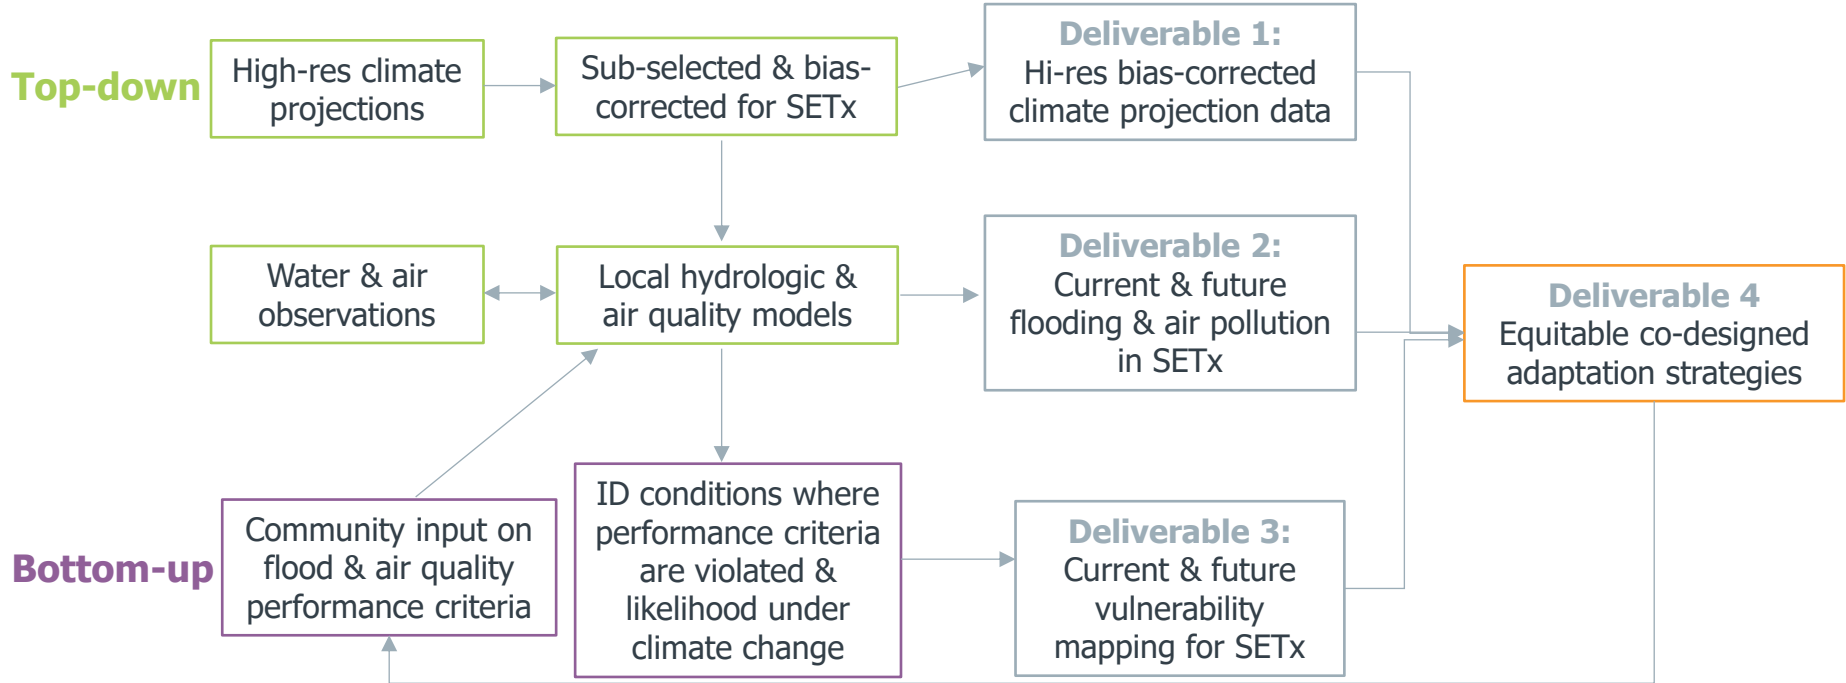 Top-down
High-res climate
projections
Sub-selected & bias-
corrected for SETx
Deliverable 1:
Hi-res bias-corrected
climate projection data
Water & air
observations
Local hydrologic &
air quality models
Deliverable 2:
Current & future
flooding & air pollution
in SETx
Deliverable 4
Equitable co-designed
adaptation strategies
Bottom-up
Community input on
flood & air quality
performance criteria
ID conditions where
performance criteria
are violated &
likelihood under
climate change
Deliverable 3:
Current & future
vulnerability
mapping for SETx